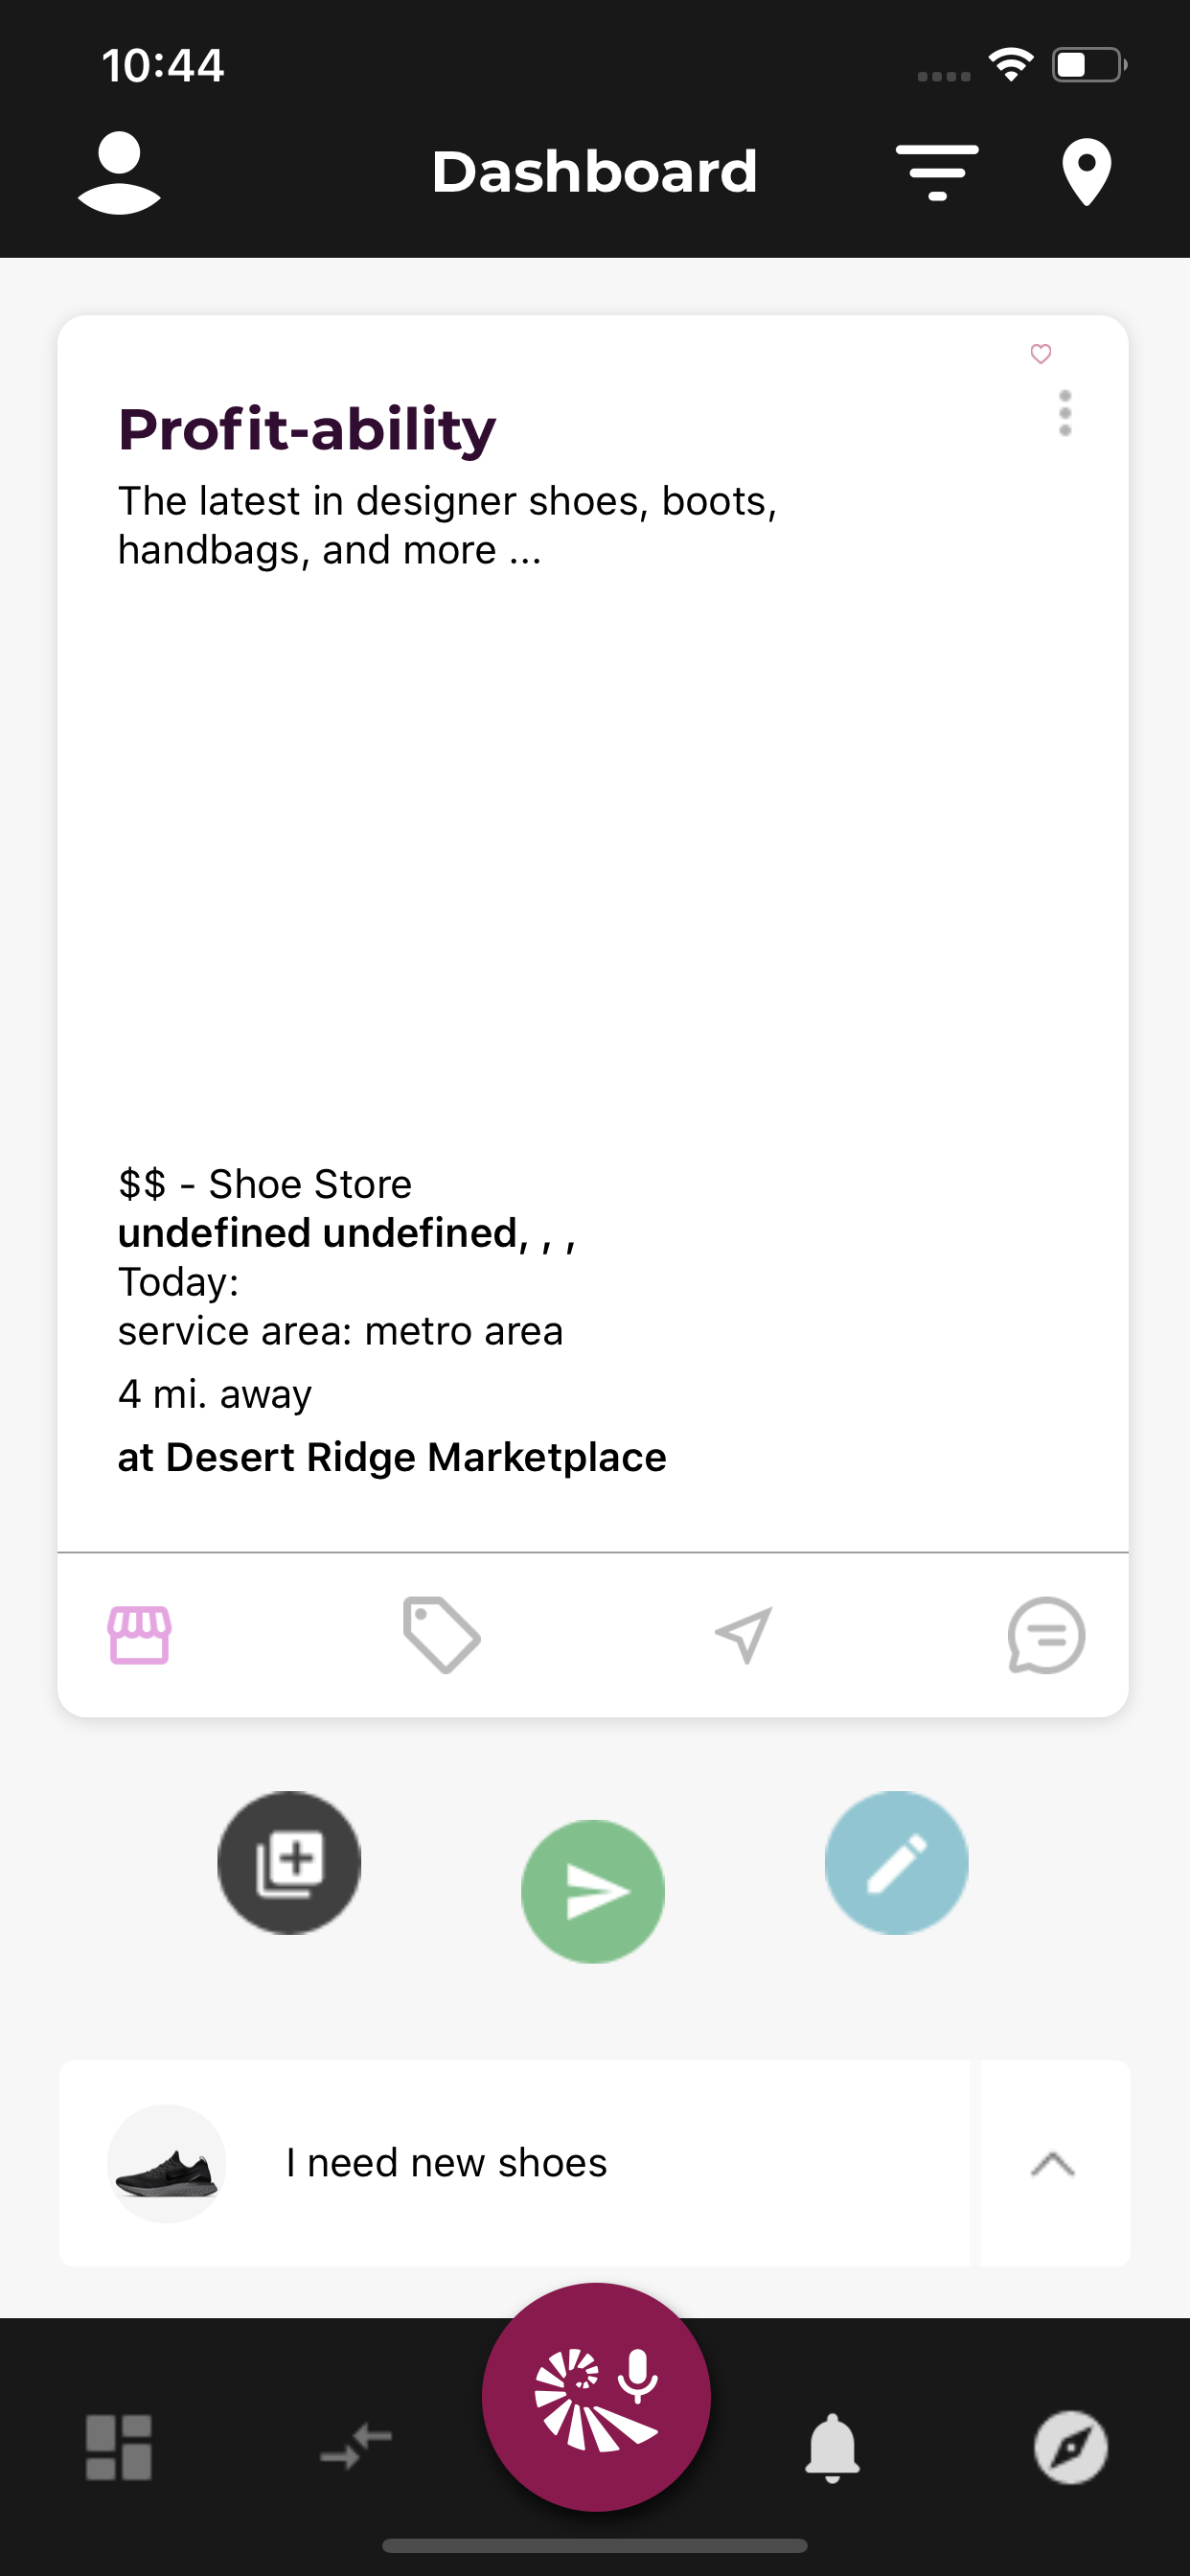 10:44
Dashboard
Profit-ability
The latest in designer shoes, boots,
handbags, and more ...
$$ - Shoe Store
undefined undefined, , ,
Today:
service area: metro area
4 mi. away
at Desert Ridge Marketplace
I need new shoes